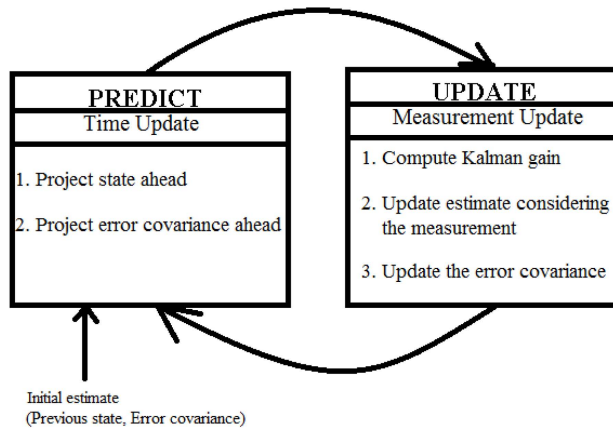 PREDICT
Time Update
1. Project state ahead
2. Project error covariance ahead
UPDATE
Measurement Update
1. Compute Kalman gain
2. Update estimate considering
the measurement
3. Update the error covariance
Initial estimate
(Previous state, Error covariance)